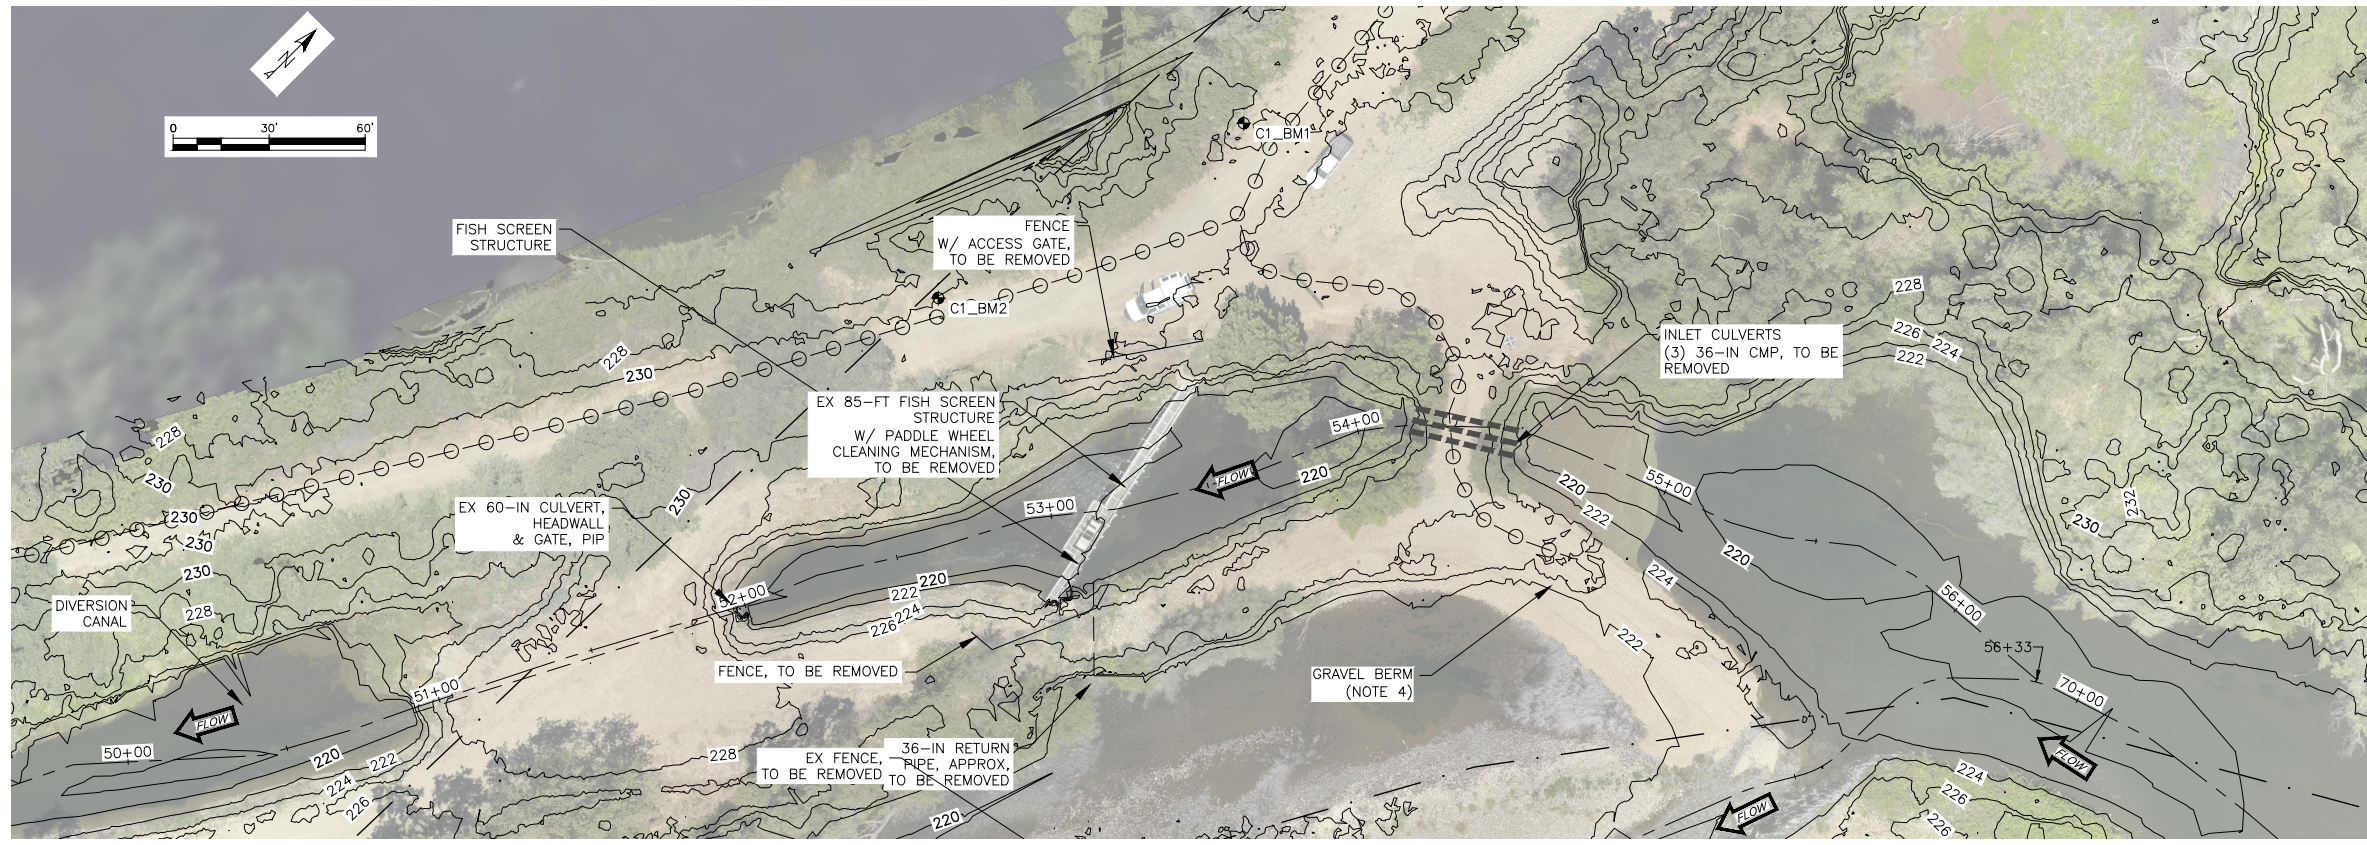 N
0 30' 60'
C1_BM1
FISH SCREEN
STRUCTURE
FENCE
W/ ACCESS GATE,
TO BE REMOVED
C1_BM2
228
INLET CULVERTS
(3) 36-IN CMP, TO BE
REMOVED
226
224
222
228
230
EX 85-FT FISH SCREEN
STRUCTURE
W/ PADDLE WHEEL
CLEANING MECHANISM,
TO BE REMOVED
54+00
228
FLOW
220
220
55+00
230
230
53+00
222
232
230
EX 60-IN CULVERT,
HEADWALL
& GATE, PIP
230
230
220
230
224
228
220
222
52+00
56+00
DIVERSION
CANAL
224
226
222
56+33
FENCE, TO BE REMOVED
GRAVEL BERM
(NOTE 4)
51+00
70+00
FLOW
50+00
220
222
228
EX FENCE,
TO BE REMOVED
36-IN RETURN
PIPE, APPROX,
TO BE REMOVED
FLOW
224
226
224
226
FLOW
220
226